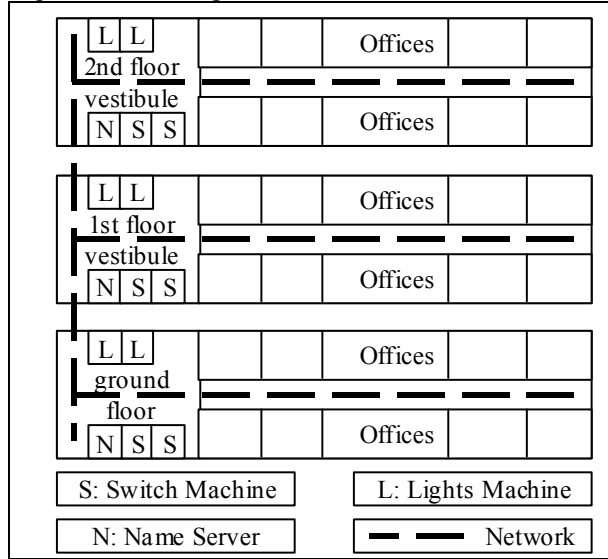 L L
Offices
2nd floor
vestibule
Offices
N S S
L L
Offices
1st floor
vestibule
Offices
N S S
L L
Offices
ground
floor
Offices
N S S
S: Switch Machine
L: Lights Machine
N: Name Server
Network